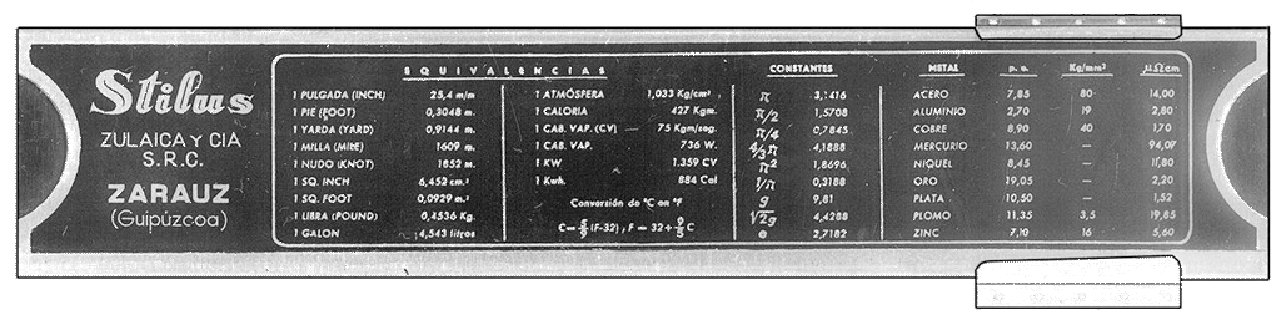 Stilus
ZULAICA Y CIA
S.R.C.
ZARAUZ
(Guipúzcoa)
EQUIVALENCIAS
1 PULGADA (INCH) 25,4 m/m
1 PIE (FOOT) 0,3048 m.
1 YARDA (YARD) 0,9144 m.
1 MILLA (MIRE) 1609 m.
1 NUDO (KNOT) 1852 m.
1 SQ. INCH 6,452 cm.²
1 SQ. FOOT 0,0929 m.²
1 LIBRA (POUND) 0,4536 Kg.
1 GALON 4,543 litros
1 ATMÓSFERA 1,033 Kg/cm²
1 CALORIA 427 Kgm.
1 CAB. VAP. (CV) — 75 Kgm/seg.
1 CAB. VAP. 736 W.
1 KW 1.359 CV
1 Kwh. 884 Cal
Conversión de °C en °F
C — 5/9 (F-32) , F — 32 + 9/5 C
CONSTANTES
π 3,1416
π/2 1,5708
π/4 0,7845
4/3 π 4,1888
π² 1,8696
1/π 0,3188
g 9,81
√2g 4,4288
e 2,7182
METAL p. e. Kg/mm² μΩcm
ACERO 7,85 80 14,00
ALUMINIO 2,70 19 2,80
COBRE 8,90 40 1,70
MERCURIO 13,60 — 94,07
NIQUEL 8,45 — 11,80
ORO 19,05 — 2,20
PLATA 10,50 — 1,52
PLOMO 11,35 3,5 19,85
ZINC 7,10 16 5,60